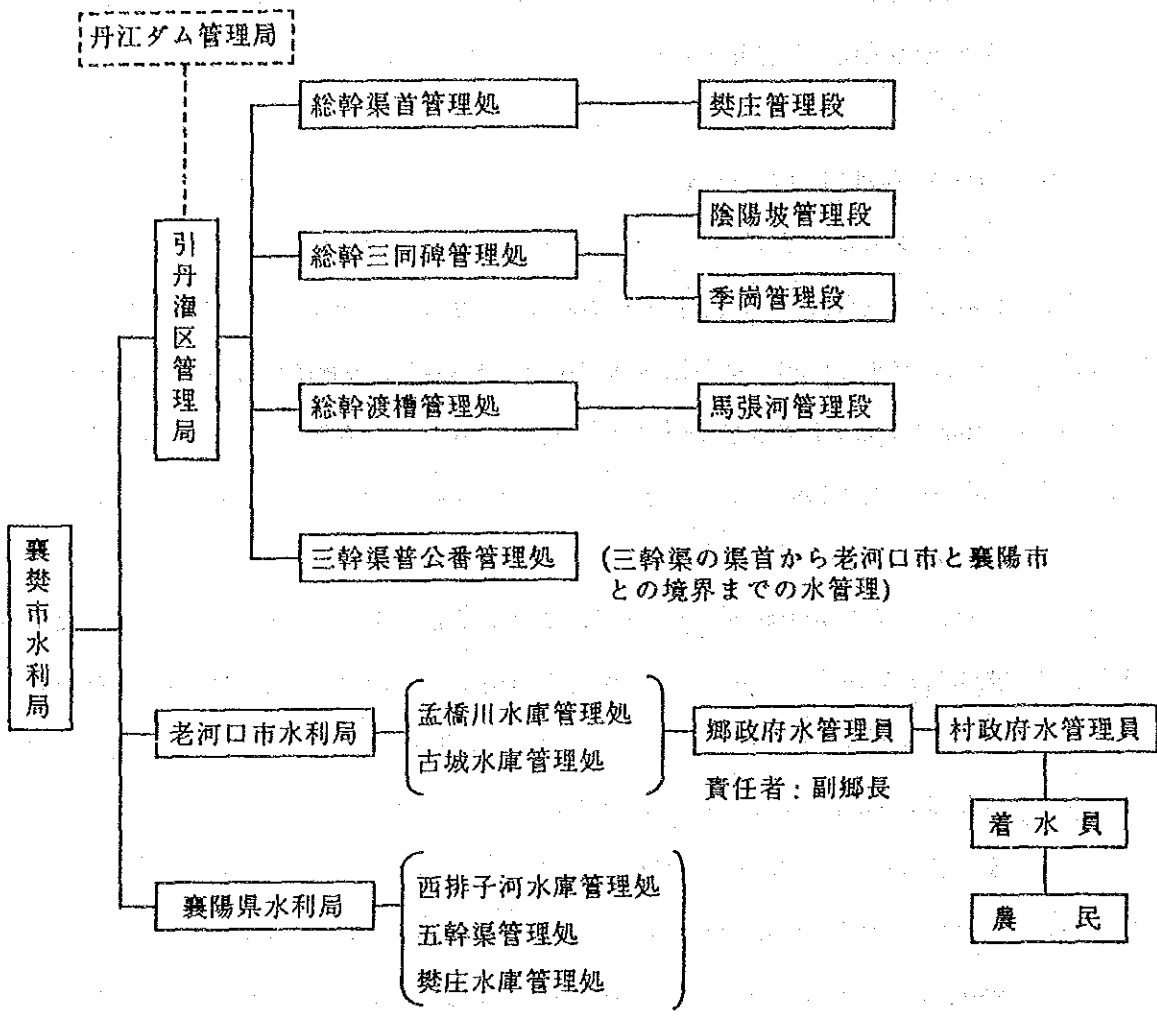 丹江ダム管理局
総幹渠首管理処
樊庄管理段
陰陽坡管理段
引丹灌区管理局
総幹三同碑管理処
季崗管理段
総幹渡槽管理処
馬張河管理段
三幹渠普公番管理処
(三幹渠の渠首から老河口市と襄陽市
との境界までの水管理)
襄樊市水利局
老河口市水利局
孟橋川水庫管理処
古城水庫管理処
郷政府水管理員
責任者：副郷長
村政府水管理員
着水員
農民
襄陽県水利局
西排子河水庫管理処
五幹渠管理処
樊庄水庫管理処